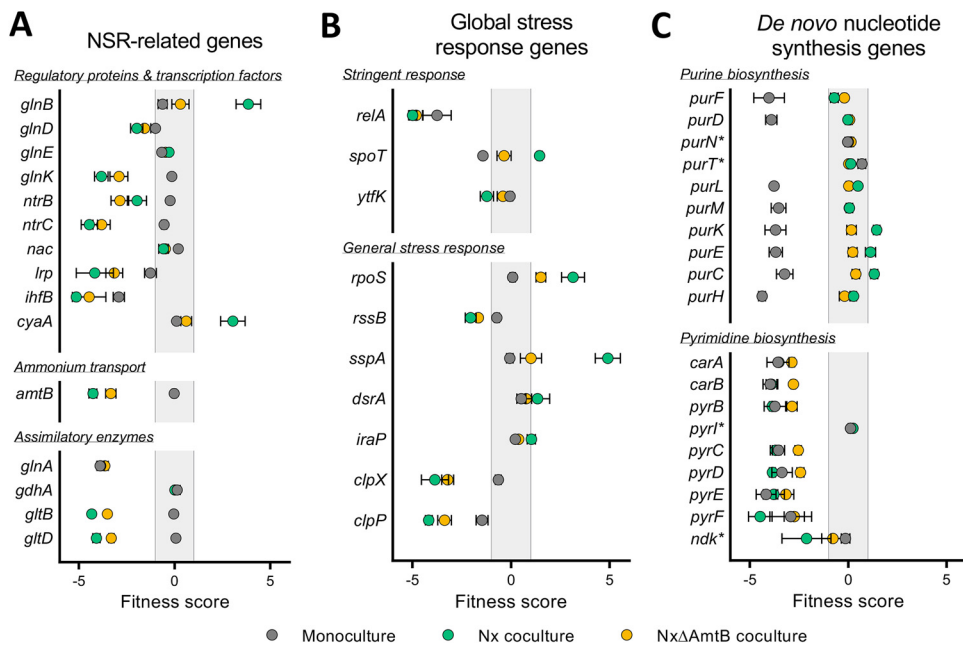 A
NSR-related genes
Regulatory proteins & transcription factors
glnB
glnD
glnE
glnK
ntrB
ntrC
nac
lrp
ihfB
cyaA
Ammonium transport
amtB
Assimilatory enzymes
glnA
gdhA
gltB
gltD
-5 0 5
Fitness score
B
Global stress
response genes
Stringent response
relA
spoT
ytfK
General stress response
rpoS
rssB
sspA
dsrA
iraP
clpX
clpP
-5 0 5
Fitness score
C
De novo nucleotide
synthesis genes
Purine biosynthesis
purF
purD
purN*
purT*
purL
purM
purK
purE
purC
purH
Pyrimidine biosynthesis
carA
carB
pyrB
pyrI*
pyrC
pyrD
pyrE
pyrF
ndk*
-5 0 5
Fitness score
Monoculture Nx coculture NxΔAmtB coculture